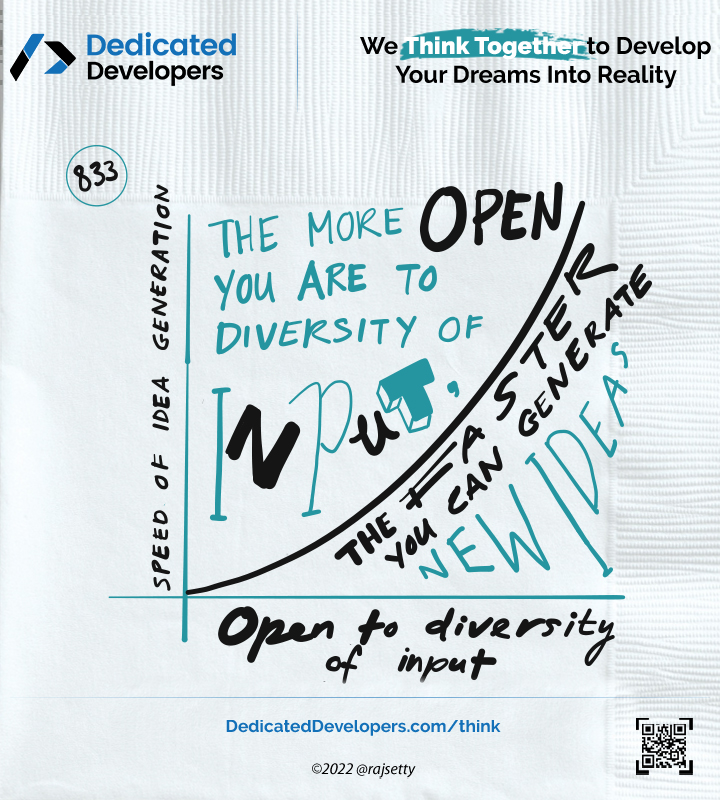 Dedicated
Developers
We Think Together to Develop
Your Dreams Into Reality
833
SPEED OF IDEA GENERATION
THE MORE OPEN
YOU ARE TO
DIVERSITY OF
INPUT,
THE FASTER
YOU CAN GENERATE
NEW IDEAS
Open to diversity
of input
DedicatedDevelopers.com/think
©2022 @rajsetty